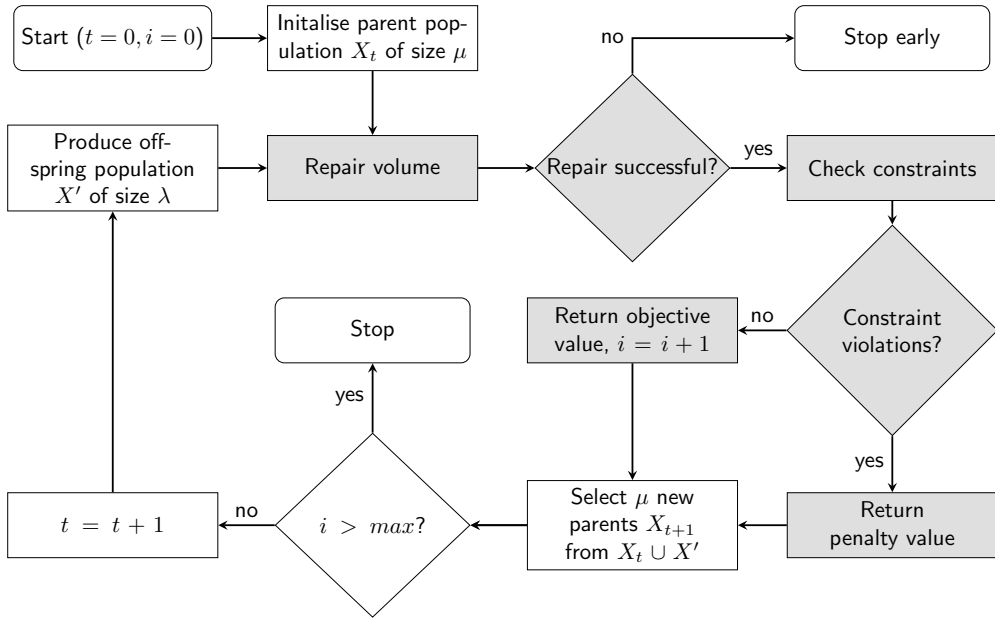 Start (t = 0, i = 0)
Initalise parent pop-
ulation X_t of size μ
no
Stop early
Produce off-
spring population
X′ of size λ
Repair volume
Repair successful?
yes
Check constraints
Stop
Return objective
value, i = i + 1
no
Constraint
violations?
yes
yes
t = t + 1
no
i > max?
Select μ new
parents X_{t+1}
from X_t ∪ X′
Return
penalty value